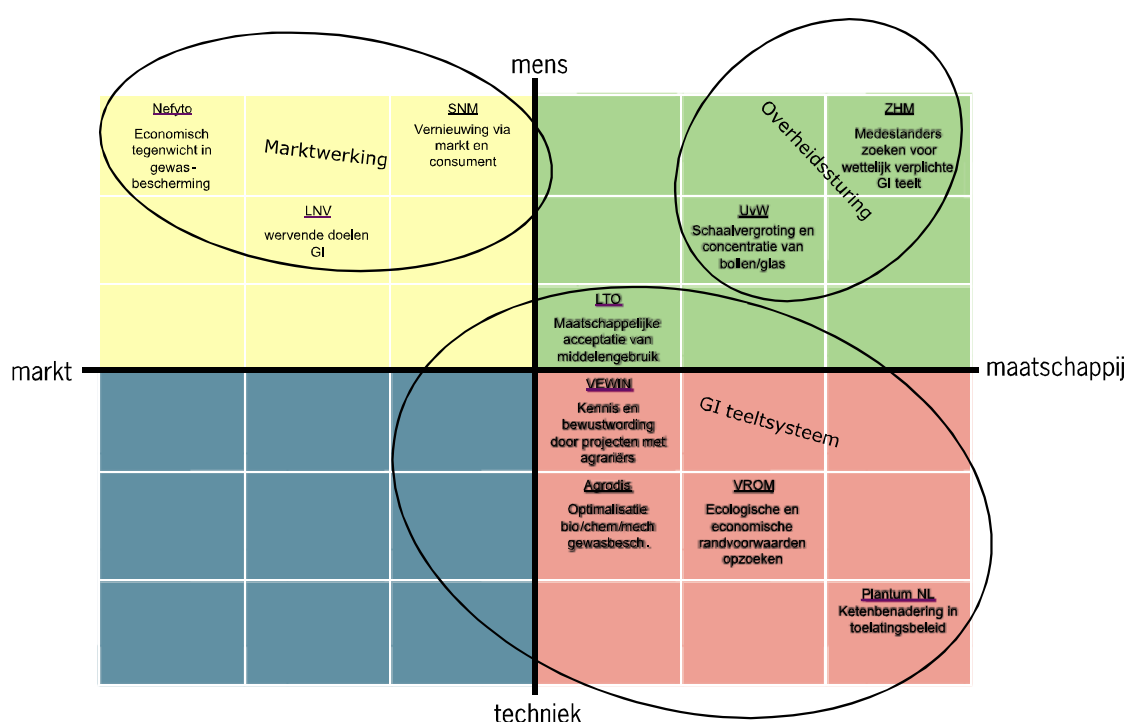 mens
Nefyto
Economisch
tegenwicht in
gewas-
bescherming
Marktwerking
SNM
Vernieuwing via
markt en
consument
LNV
wervende doelen
GI
Overheidssturing
ZHM
Medestanders
zoeken voor
wettelijk verplichte
GI teelt
UvW
Schaalvergroting en
concentratie van
bollen/glas
LTO
Maatschappelijke
acceptatie van
middelengebruik
markt
maatschappij
VEWIN
Kennis en
bewustwording
door projecten met
agrariërs
GI teeltsysteem
Agrodis
Optimalisatie
bio/chem/mech
gewasbesch.
VROM
Ecologische en
economische
randvoorwaarden
opzoeken
Plantum NL
Ketenbenadering in
toelatingsbeleid
techniek